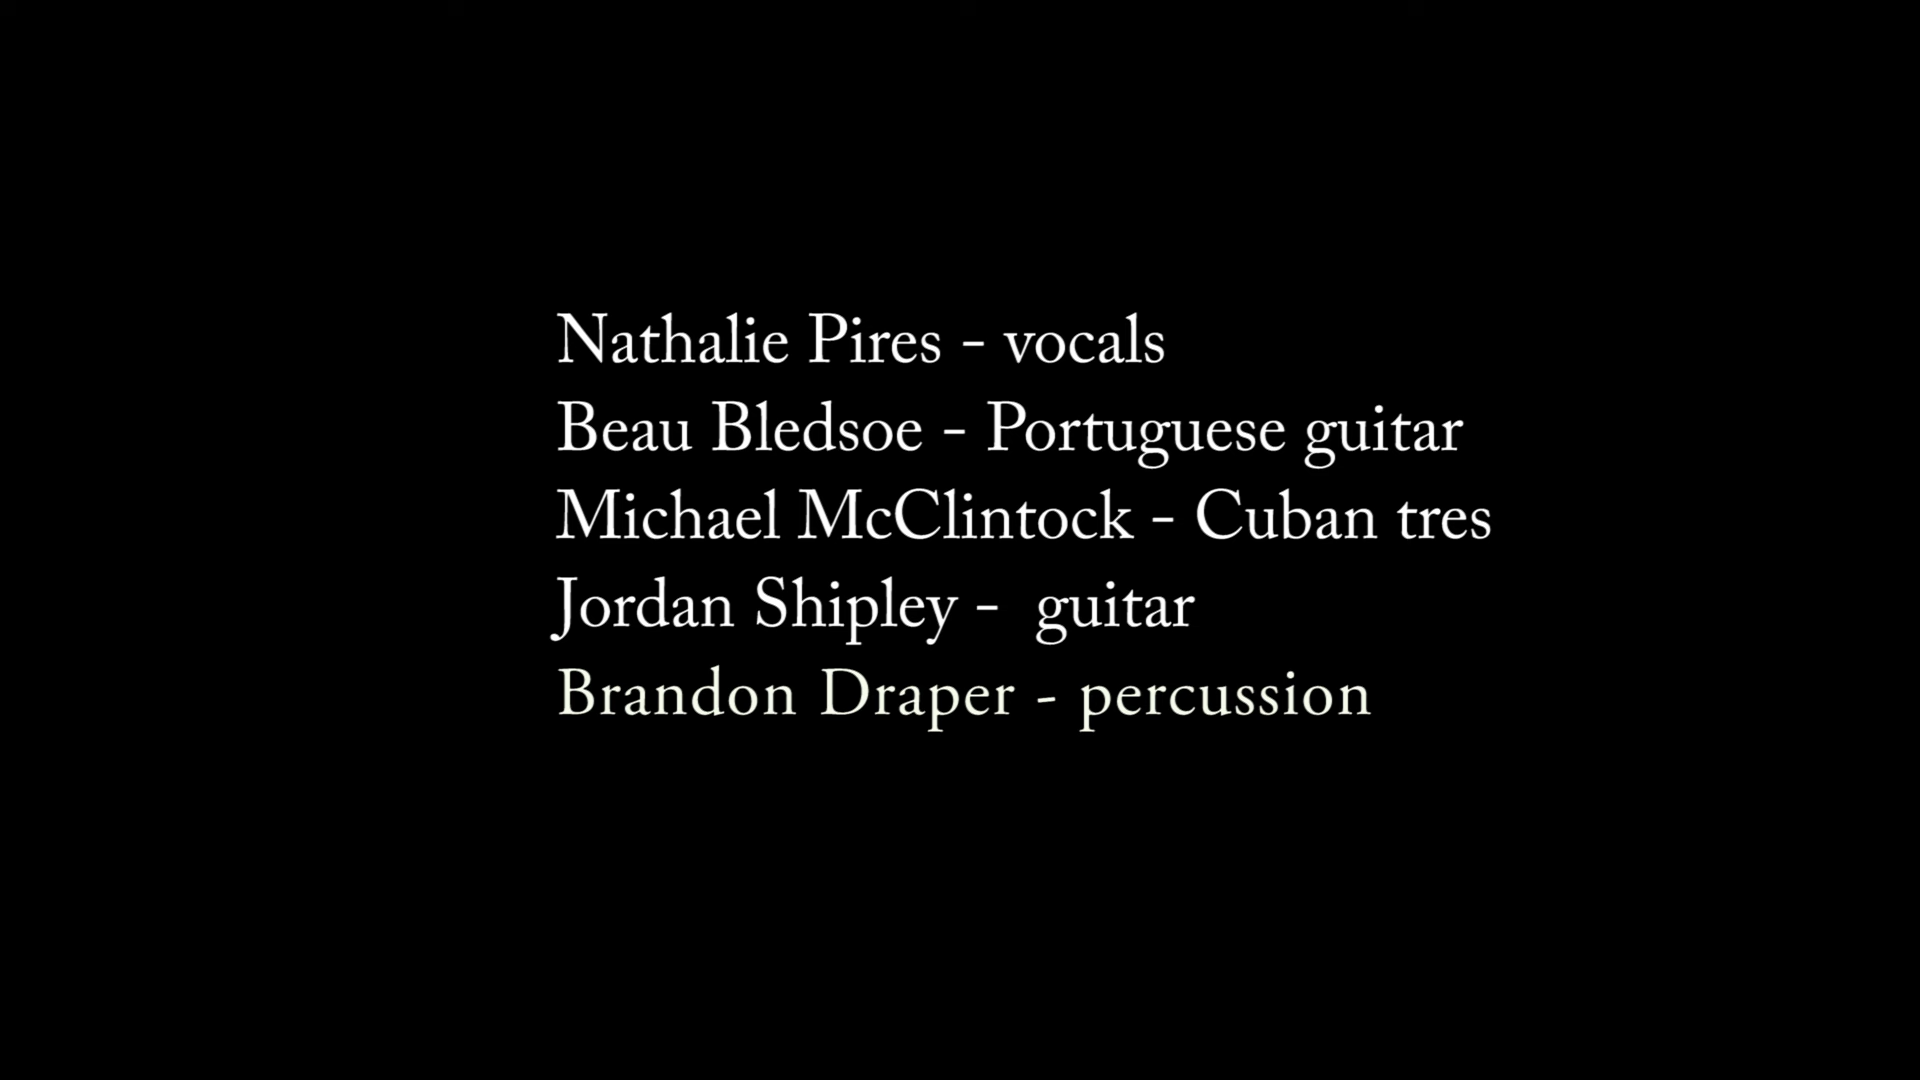 Nathalie Pires - vocals
Beau Bledsoe - Portuguese guitar
Michael McClintock - Cuban tres
Jordan Shipley -  guitar
Brandon Draper - percussion